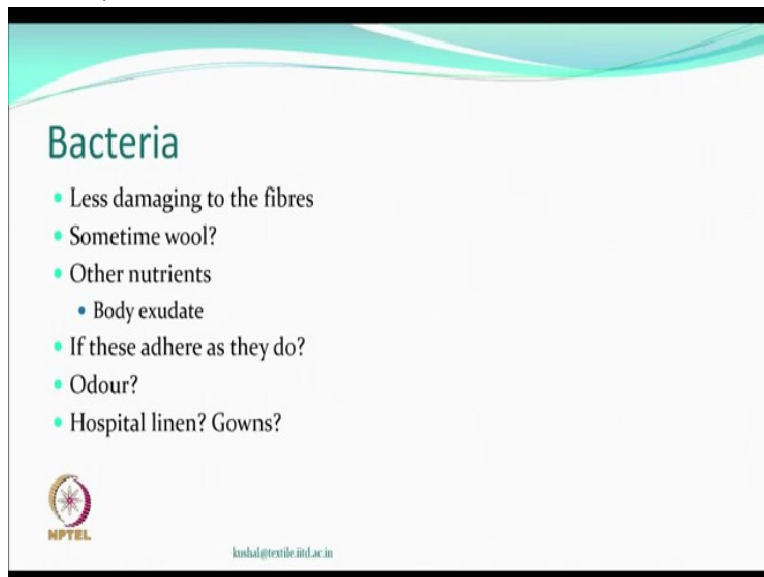 Bacteria
Less damaging to the fibres
Sometime wool?
Other nutrients
Body exudate
If these adhere as they do?
Odour?
Hospital linen? Gowns?
NPTEL
kushal@textile.iitd.ac.in